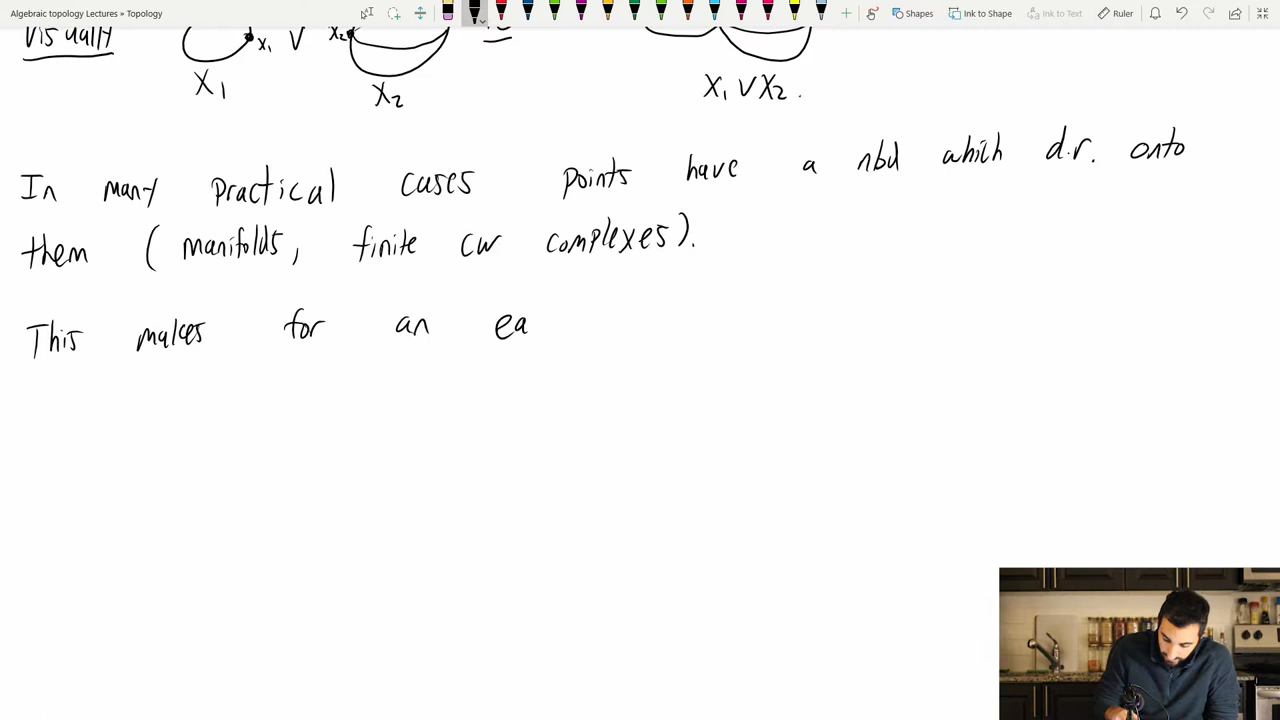 Algebraic topology Lectures » Topology
Shapes Ink to Shape Ink to Text Ruler
Visually x₁ V x₂
X₁ X₂ X₁ V X₂ .
In many practical cases points have a nbd which d.r. onto
them ( manifolds, finite cw complexes).
This makes for an ea